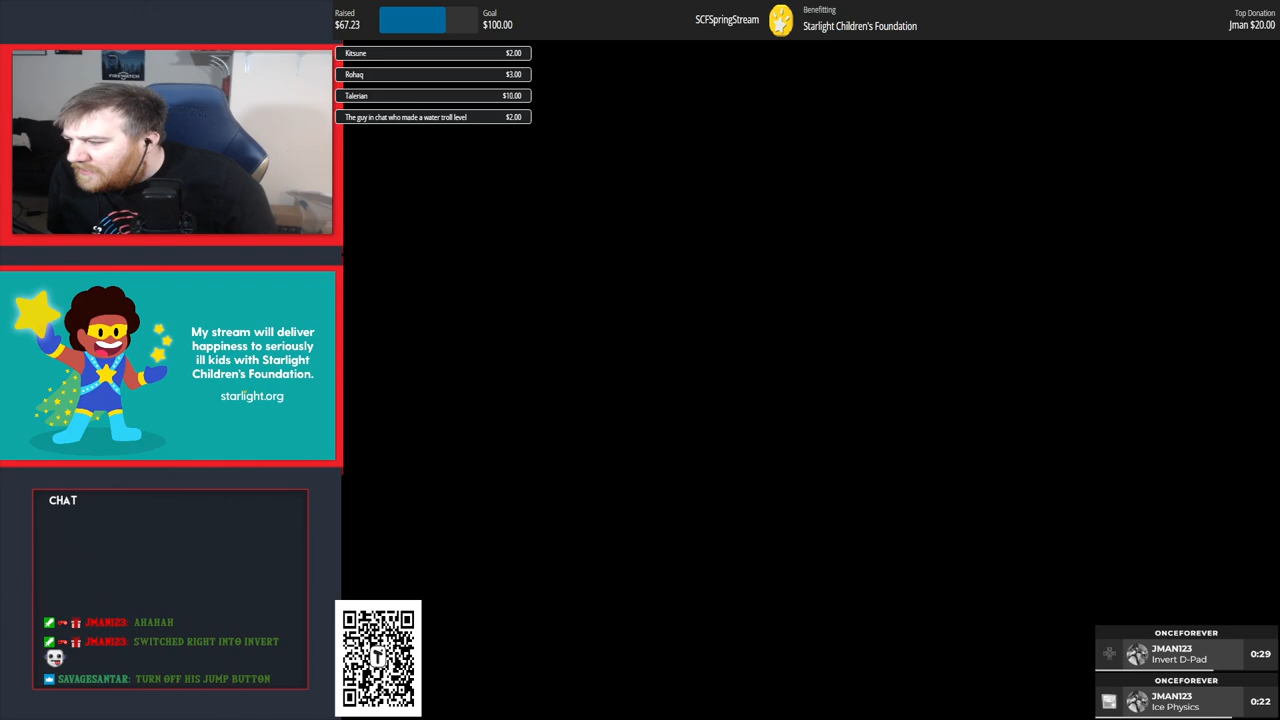 Raised
$67.23
Goal
$100.00
SCFSpringStream
Benefitting
Starlight Children's Foundation
Top Donation
Jman $20.00
Kitsune $2.00
Rohaq $3.00
Talerian $10.00
The guy in chat who made a water troll level $2.00
FIREWATCH
My stream will deliver
happiness to seriously
ill kids with Starlight
Children's Foundation.
starlight.org
CHAT
JMAN123: AHAHAH
JMAN123: SWITCHED RIGHT INTO INVERT
SAVAGESANTAR: TURN OFF HIS JUMP BUTTON
ONCEFOREVER
JMAN123
Invert D-Pad 0:29
ONCEFOREVER
JMAN123
Ice Physics 0:22